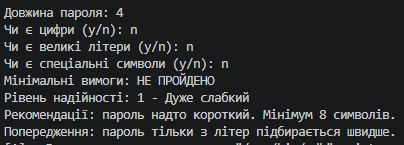 Довжина пароля: 4
Чи є цифри (y/n): n
Чи є великі літери (y/n): n
Чи є спеціальні символи (y/n): n
Мінімальні вимоги: НЕ ПРОЙДЕНО
Рівень надійності: 1 - Дуже слабкий
Рекомендації: пароль надто короткий. Мінімум 8 символів.
Попередження: пароль тільки з літер підбирається швидше.